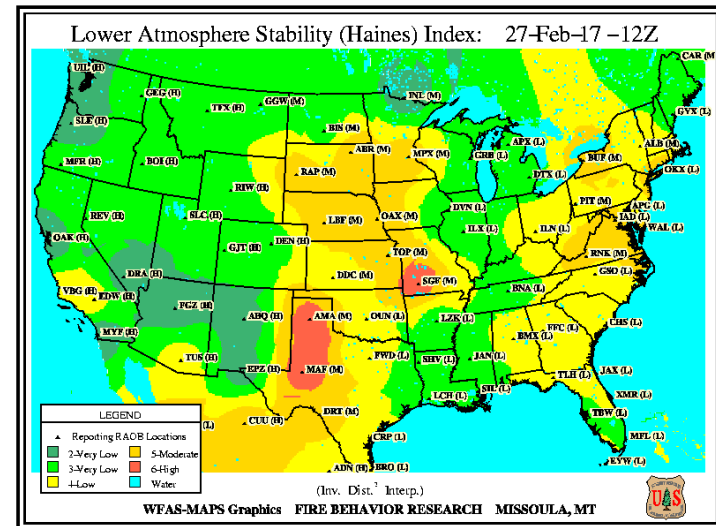 Lower Atmosphere Stability (Haines) Index: 27-Feb-17 -12Z
CAR (M
UIL (H)
GEG (H)
TFX (H)
GGW (M)
INL (M)
GYX (L)
SLE (H)
BIN (M)
ABR (M)
MPX (M)
GRB (L)
APX (L)
ALB (M)
BUF (M)
OKX (L)
MFR (H)
BOI (H)
RIW (H)
RAP (M)
DTX (L)
REV (H)
SLC (H)
LBF (M)
OAX (M)
DVN (L)
ILX (L)
ILN (L)
PIT (M)
APG (L)
IAD (L)
WAL (L)
OAK (H)
GJT (H)
DEN (H)
TOP (M)
RNK (M)
DRA (H)
DDC (M)
SGF (M)
BNA (L)
GSO (L)
VBG (H)
EDW (H)
FGZ (H)
ABQ (H)
AMA (M)
OUN (L)
LZK (L)
FFC (L)
CHS (L)
MYF (H)
BMX (L)
TUS (H)
EPZ (H)
MAF (M)
FWD (L)
SHV (L)
JAN (L)
TLH (L)
JAX (L)
LCH (L)
SIL (L)
XMR (L)
CUU (H)
DRT (M)
TBW (L)
CRP (L)
MFL (L)
ADN (H)
BRO (L)
EYW (L)
LEGEND
Reporting RAOB Locations
2-Very Low 5-Moderate
3-Very Low 6-High
4-Low Water
(Inv. Dist.² Interp.)
WFAS-MAPS Graphics FIRE BEHAVIOR RESEARCH MISSOULA, MT
U S